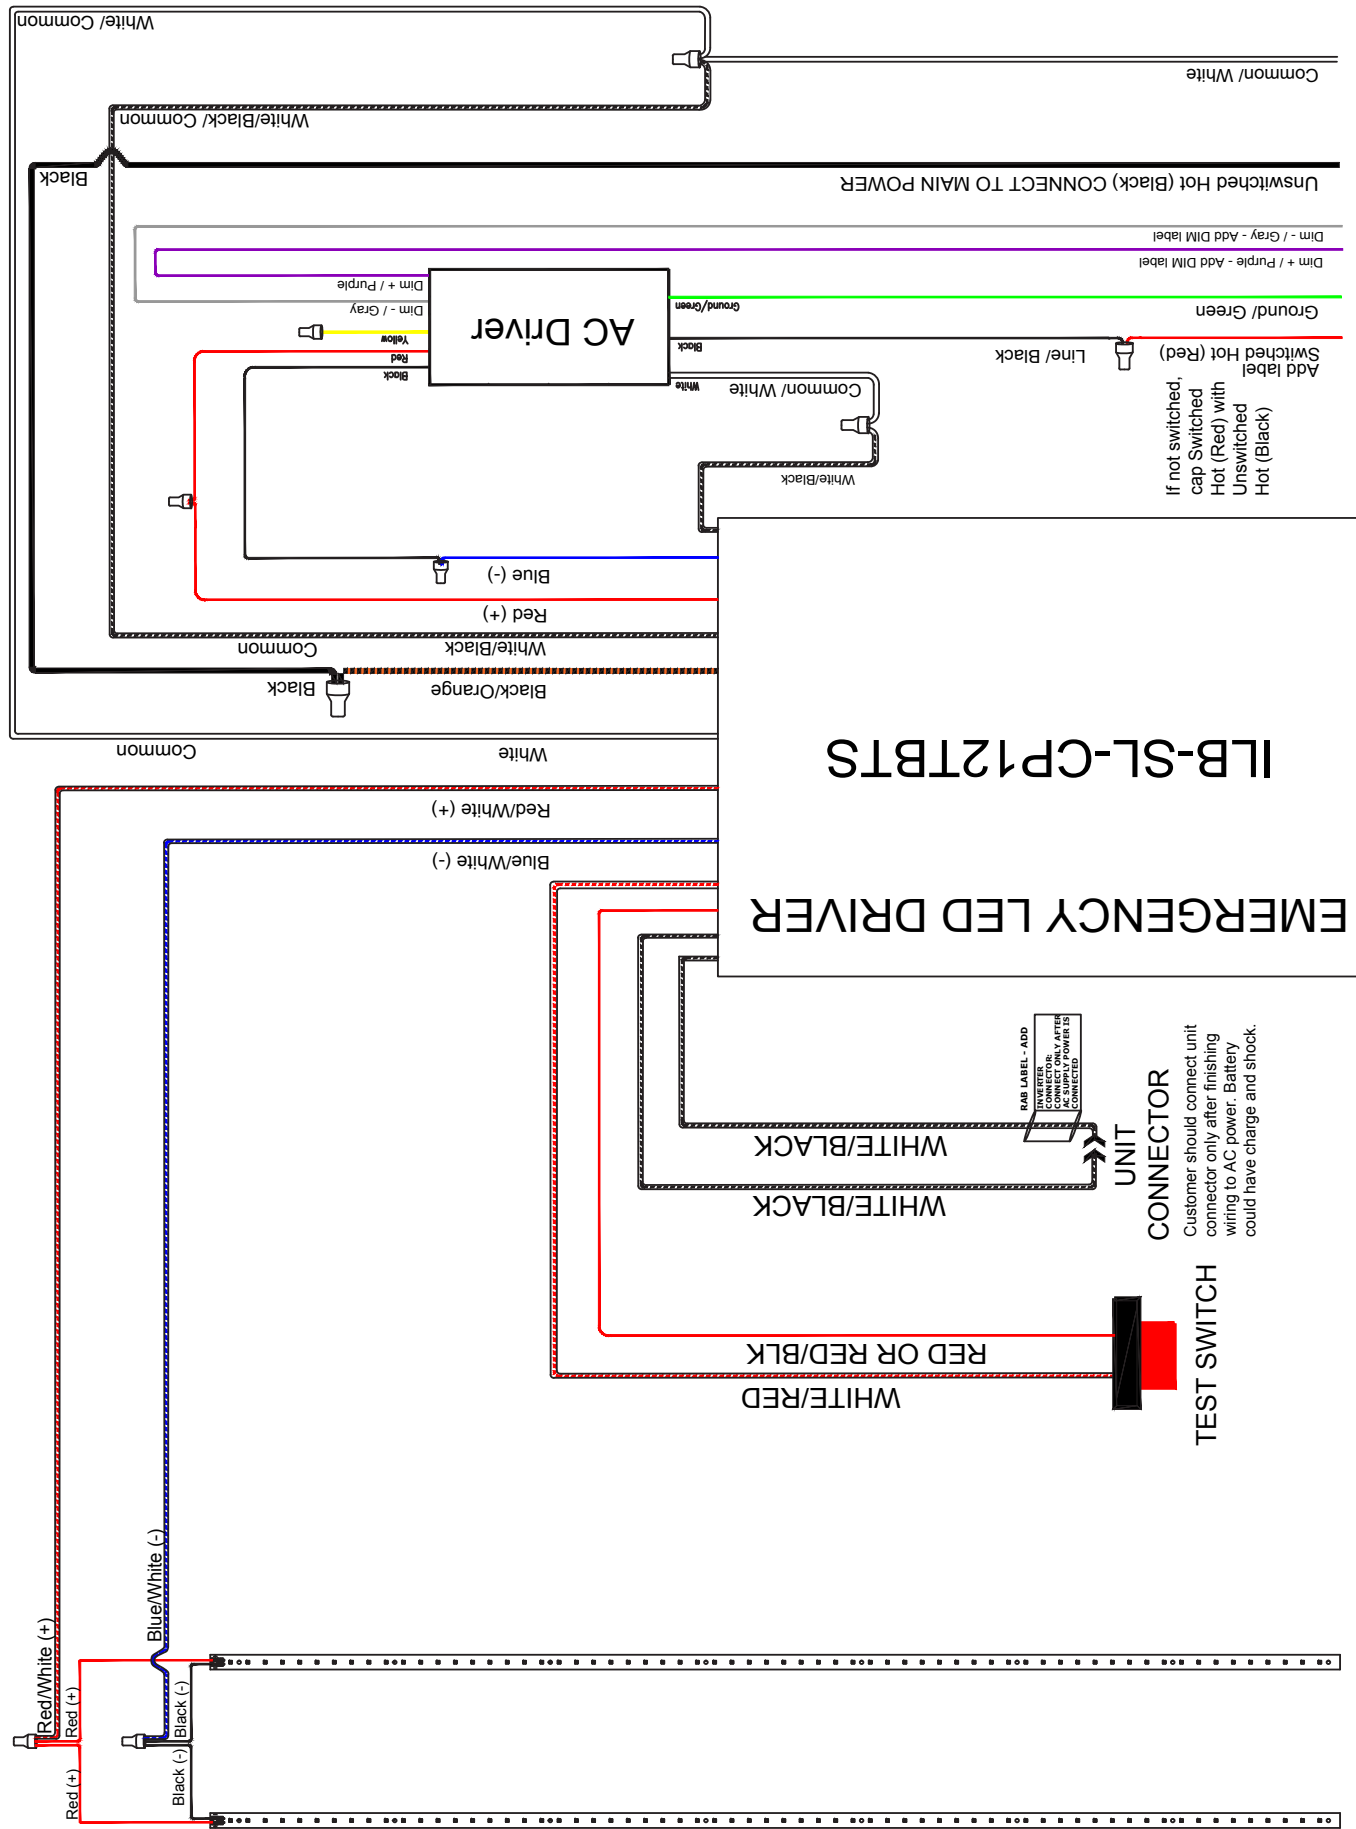 Common /White
Common/ White
White/Black/ Common
Black
Unswitched Hot (Black) CONNECT TO MAIN POWER
Dim - / Gray - Add DIM label
Dim + / Purple - Add DIM label
Dim + / Purple
Dim - / Gray
Yellow
Red
Black
AC Driver
Ground/Green
Black
White
Ground/ Green
Line/ Black
Switched Hot (Red)
Add label
Common/ White
White/Black
If not switched,
cap Switched
Hot (Red) with
Unswitched
Hot (Black)
Blue (-)
Red (+)
Common
White/Black
Black
Black/Orange
Common
White
Red/White (+)
Blue/White (-)
ILB-SL-CP12TBTS
EMERGENCY LED DRIVER
RAB LABEL - ADD
INVERTER
CONNECTOR:
CONNECT ONLY AFTER
AC SUPPLY POWER IS
CONNECTED
WHITE/BLACK
WHITE/BLACK
UNIT
CONNECTOR
Customer should connect unit
connector only after finishing
wiring to AC power. Battery
could have charge and shock.
RED OR RED/BLK
WHITE/RED
TEST SWITCH
Red/White (+)
Red (+)
Red (+)
Blue/White (-)
Black (-)
Black (-)